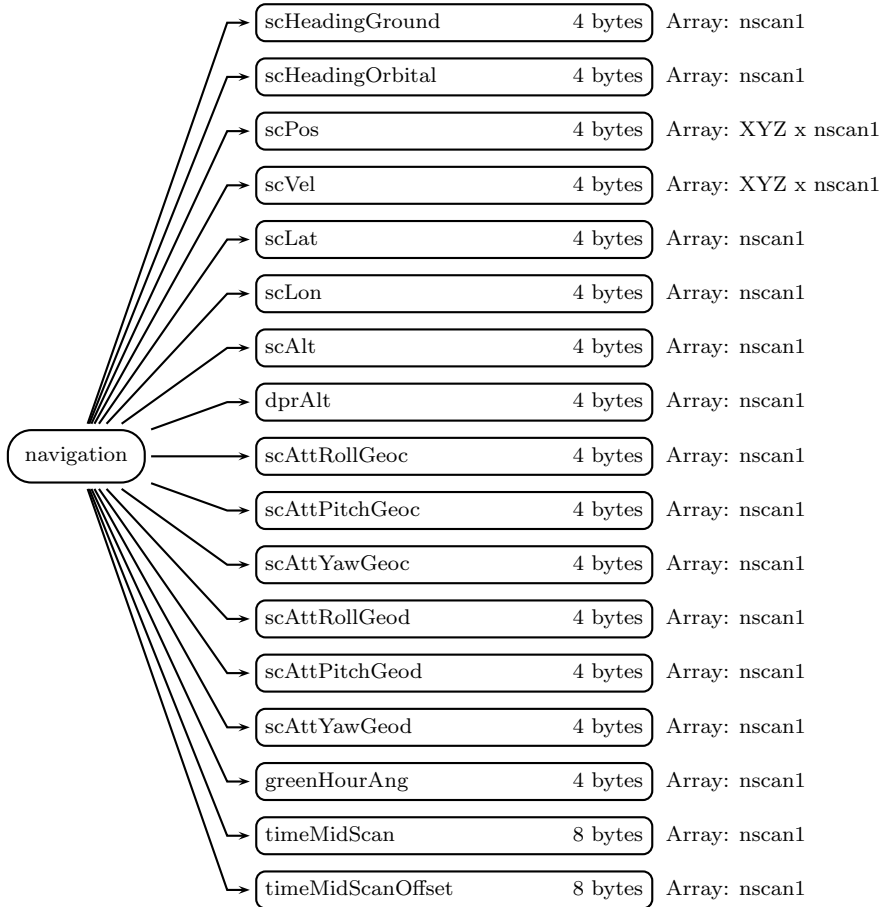 scHeadingGround 4 bytes Array: nscan1
scHeadingOrbital 4 bytes Array: nscan1
scPos 4 bytes Array: XYZ x nscan1
scVel 4 bytes Array: XYZ x nscan1
scLat 4 bytes Array: nscan1
scLon 4 bytes Array: nscan1
scAlt 4 bytes Array: nscan1
dprAlt 4 bytes Array: nscan1
navigation
scAttRollGeoc 4 bytes Array: nscan1
scAttPitchGeoc 4 bytes Array: nscan1
scAttYawGeoc 4 bytes Array: nscan1
scAttRollGeod 4 bytes Array: nscan1
scAttPitchGeod 4 bytes Array: nscan1
scAttYawGeod 4 bytes Array: nscan1
greenHourAng 4 bytes Array: nscan1
timeMidScan 8 bytes Array: nscan1
timeMidScanOffset 8 bytes Array: nscan1